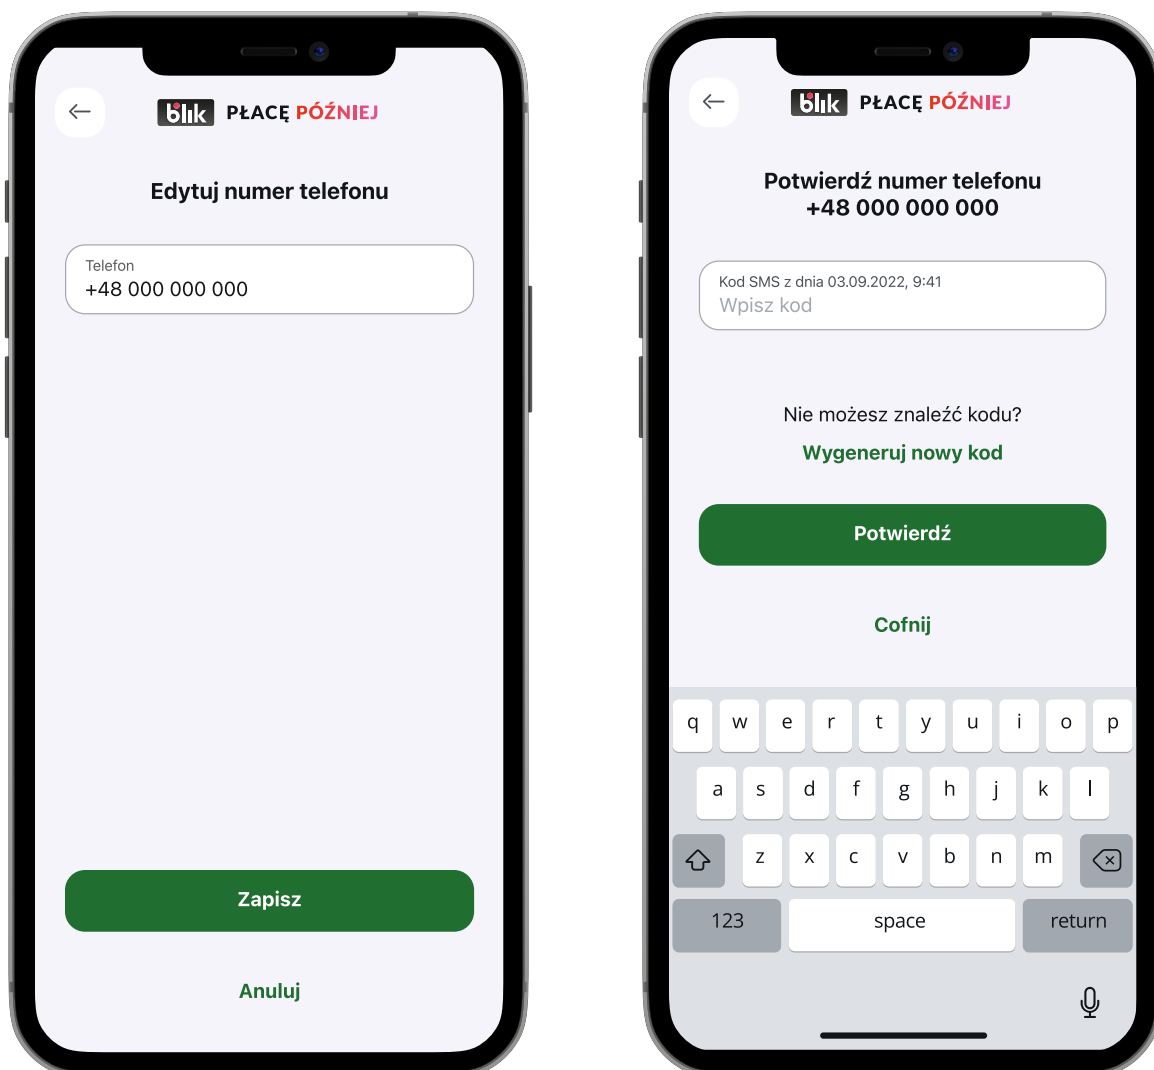 blik PŁACĘ PÓŹNIEJ
Edytuj numer telefonu
Telefon
+48 000 000 000
Zapisz
Anuluj
blik PŁACĘ PÓŹNIEJ
Potwierdź numer telefonu
+48 000 000 000
Kod SMS z dnia 03.09.2022, 9:41
Wpisz kod
Nie możesz znaleźć kodu?
Wygeneruj nowy kod
Potwierdź
Cofnij
q w e r t y u i o p
a s d f g h j k l
z x c v b n m
123 space return